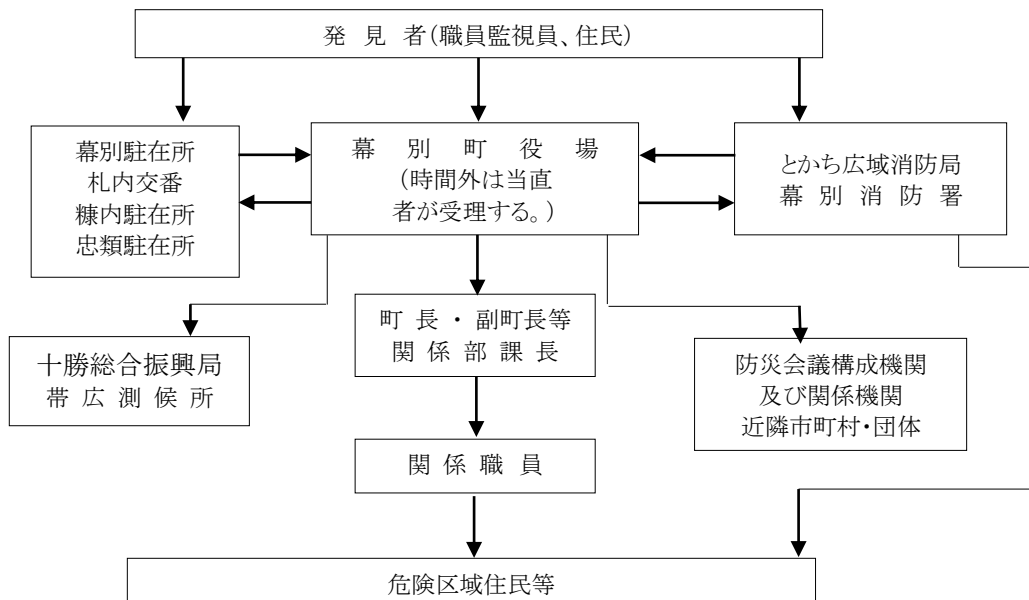 発 見 者(職員監視員、住民)
幕別駐在所
札内交番
糠内駐在所
忠類駐在所
幕 別 町 役 場
(時間外は当直
者が受理する。)
とかち広域消防局
幕 別 消 防 署
町 長 ・ 副町長等
関 係 部 課 長
十勝総合振興局
帯 広 測 候 所
防災会議構成機関
及び関係機関
近隣市町村・団体
関 係 職 員
危険区域住民等